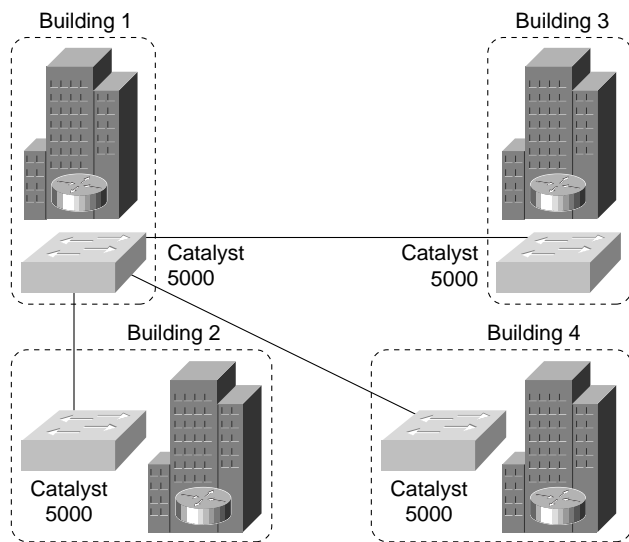 Building 1
Building 3
Catalyst
5000
Catalyst
5000
Building 2
Building 4
Catalyst
5000
Catalyst
5000